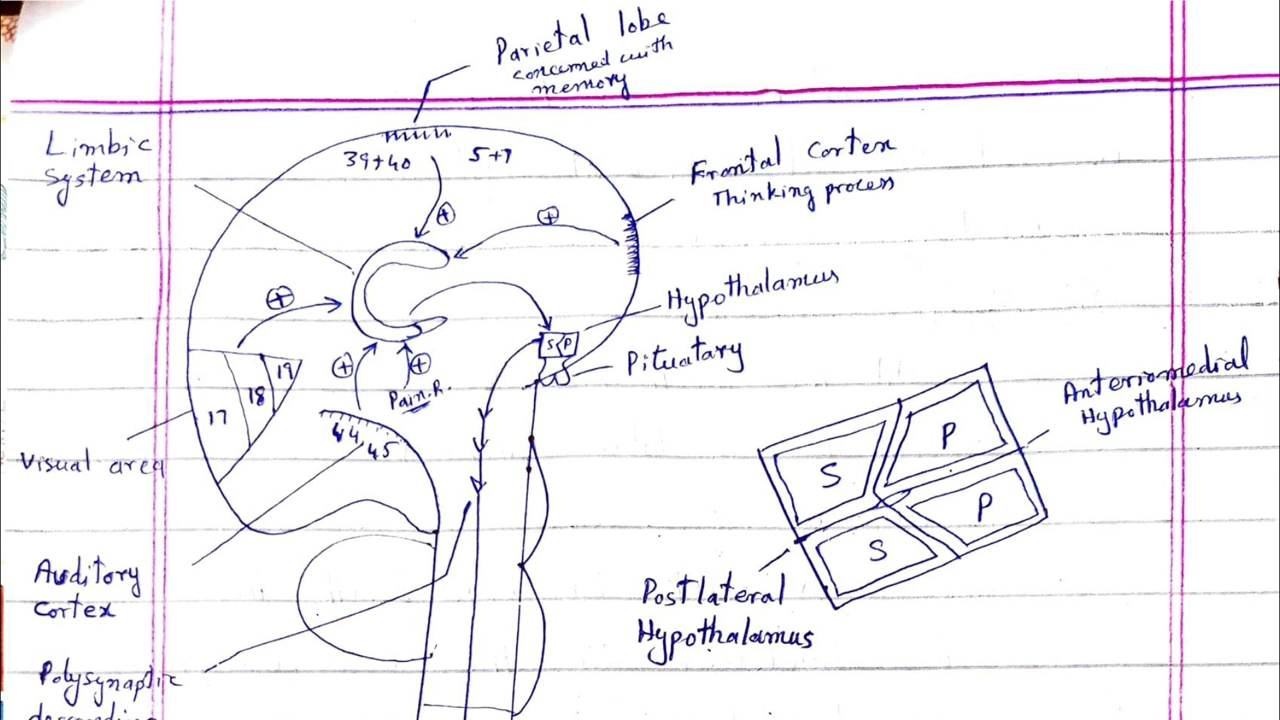 Parietal lobe
concerned with
memory
Limbic
System
39+40
5+7
Frontal Cortex
Thinking process
Hypothalamus
S P
Pituatary
Pain.R.
17
18
19
44,45
Visual area
Auditory
Cortex
Polysynaptic
S
P
S
P
Anteriomedial
Hypothalamus
Postlateral
Hypothalamus